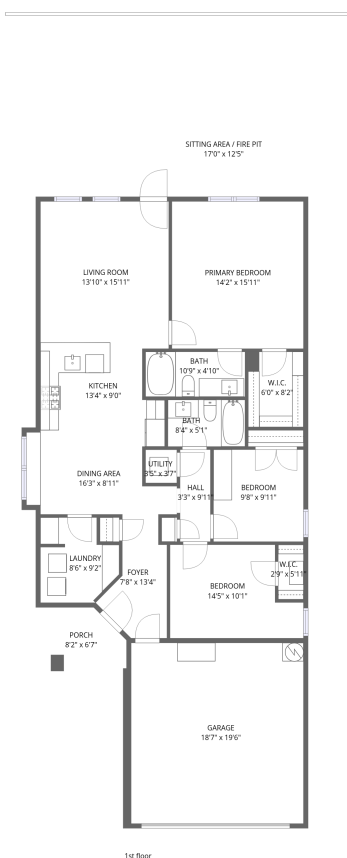 SITTING AREA / FIRE PIT
17'0" x 12'5"
LIVING ROOM
13'10" x 15'11"
PRIMARY BEDROOM
14'2" x 15'11"
BATH
10'9" x 4'10"
W.I.C.
6'0" x 8'2"
KITCHEN
13'4" x 9'0"
BATH
8'4" x 5'1"
UTILITY
3'5" x 3'7"
DINING AREA
16'3" x 8'11"
HALL
3'3" x 9'11"
BEDROOM
9'8" x 9'11"
LAUNDRY
8'6" x 9'2"
FOYER
7'8" x 13'4"
W.I.C.
2'9" x 5'11"
BEDROOM
14'5" x 10'1"
PORCH
8'2" x 6'7"
GARAGE
18'7" x 19'6"
1st floor